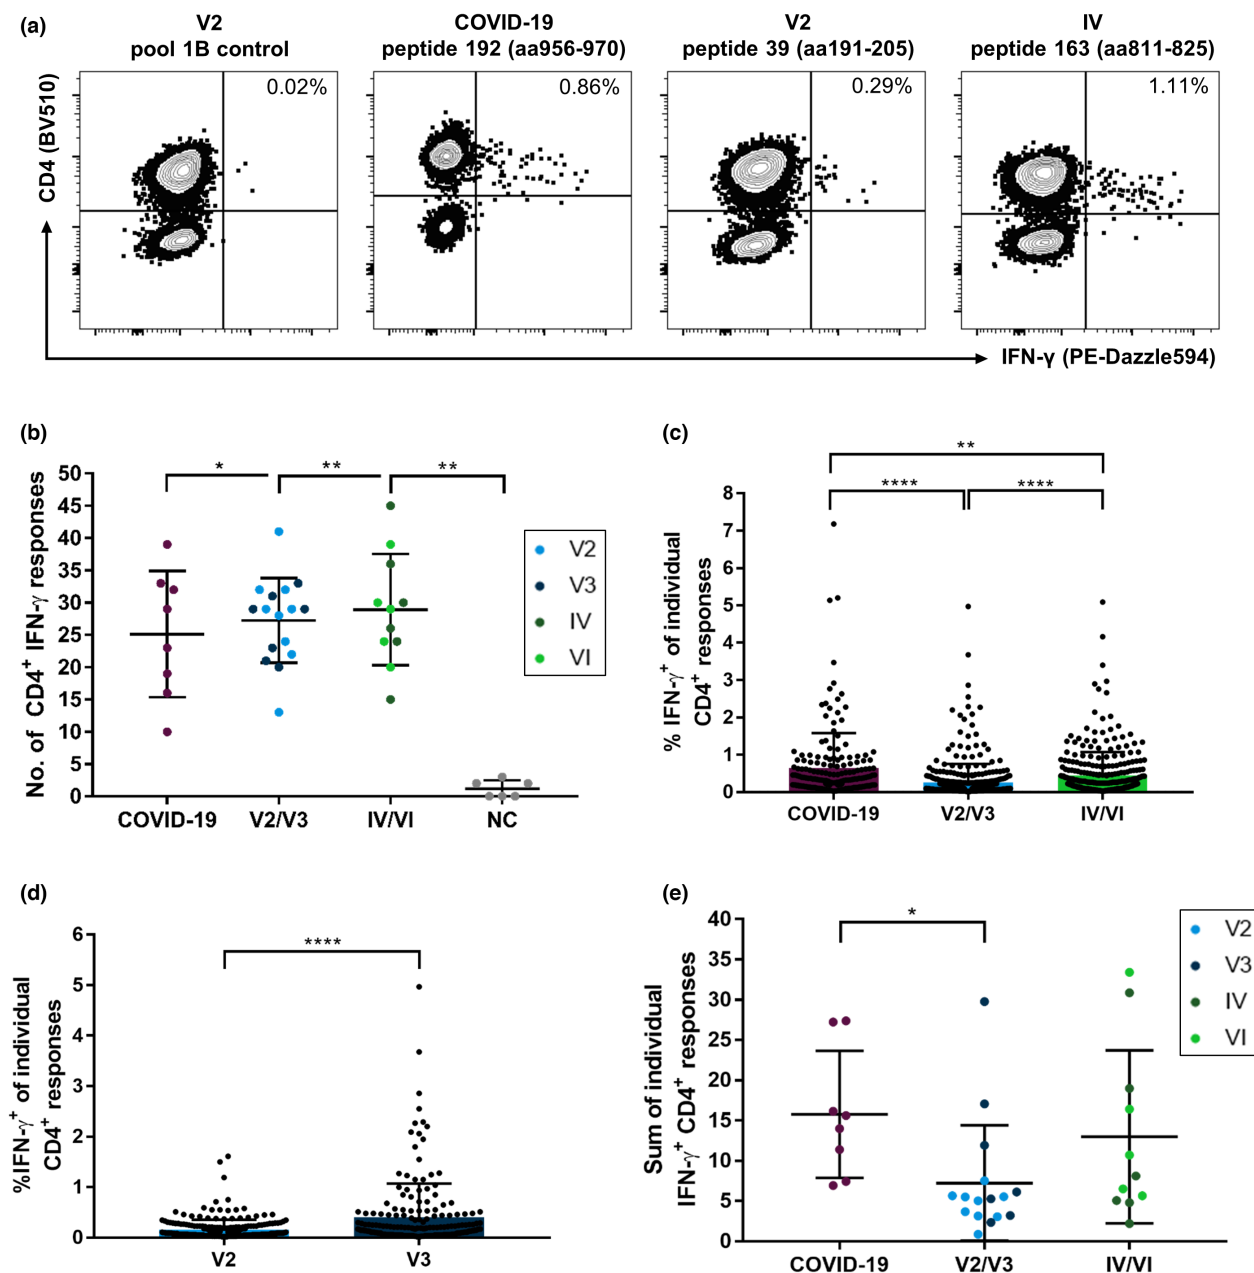 (a)
V2
pool 1B control
COVID-19
peptide 192 (aa956-970)
V2
peptide 39 (aa191-205)
IV
peptide 163 (aa811-825)
CD4 (BV510)
0.02%
0.86%
0.29%
1.11%
IFN-γ (PE-Dazzle594)
(b)
No. of CD4+ IFN-γ responses
50
45
40
35
30
25
20
15
10
5
0
*
**
**
V2
V3
IV
VI
COVID-19
V2/V3
IV/VI
NC
(c)
% IFN-γ+ of individual
CD4+ responses
8
7
6
5
4
3
2
1
0
**
****
****
COVID-19
V2/V3
IV/VI
(d)
%IFN-γ+ of individual
CD4+ responses
6
5
4
3
2
1
0
****
V2
V3
(e)
Sum of individual
IFN-γ+ CD4+ responses
40
35
30
25
20
15
10
5
0
*
V2
V3
IV
VI
COVID-19
V2/V3
IV/VI